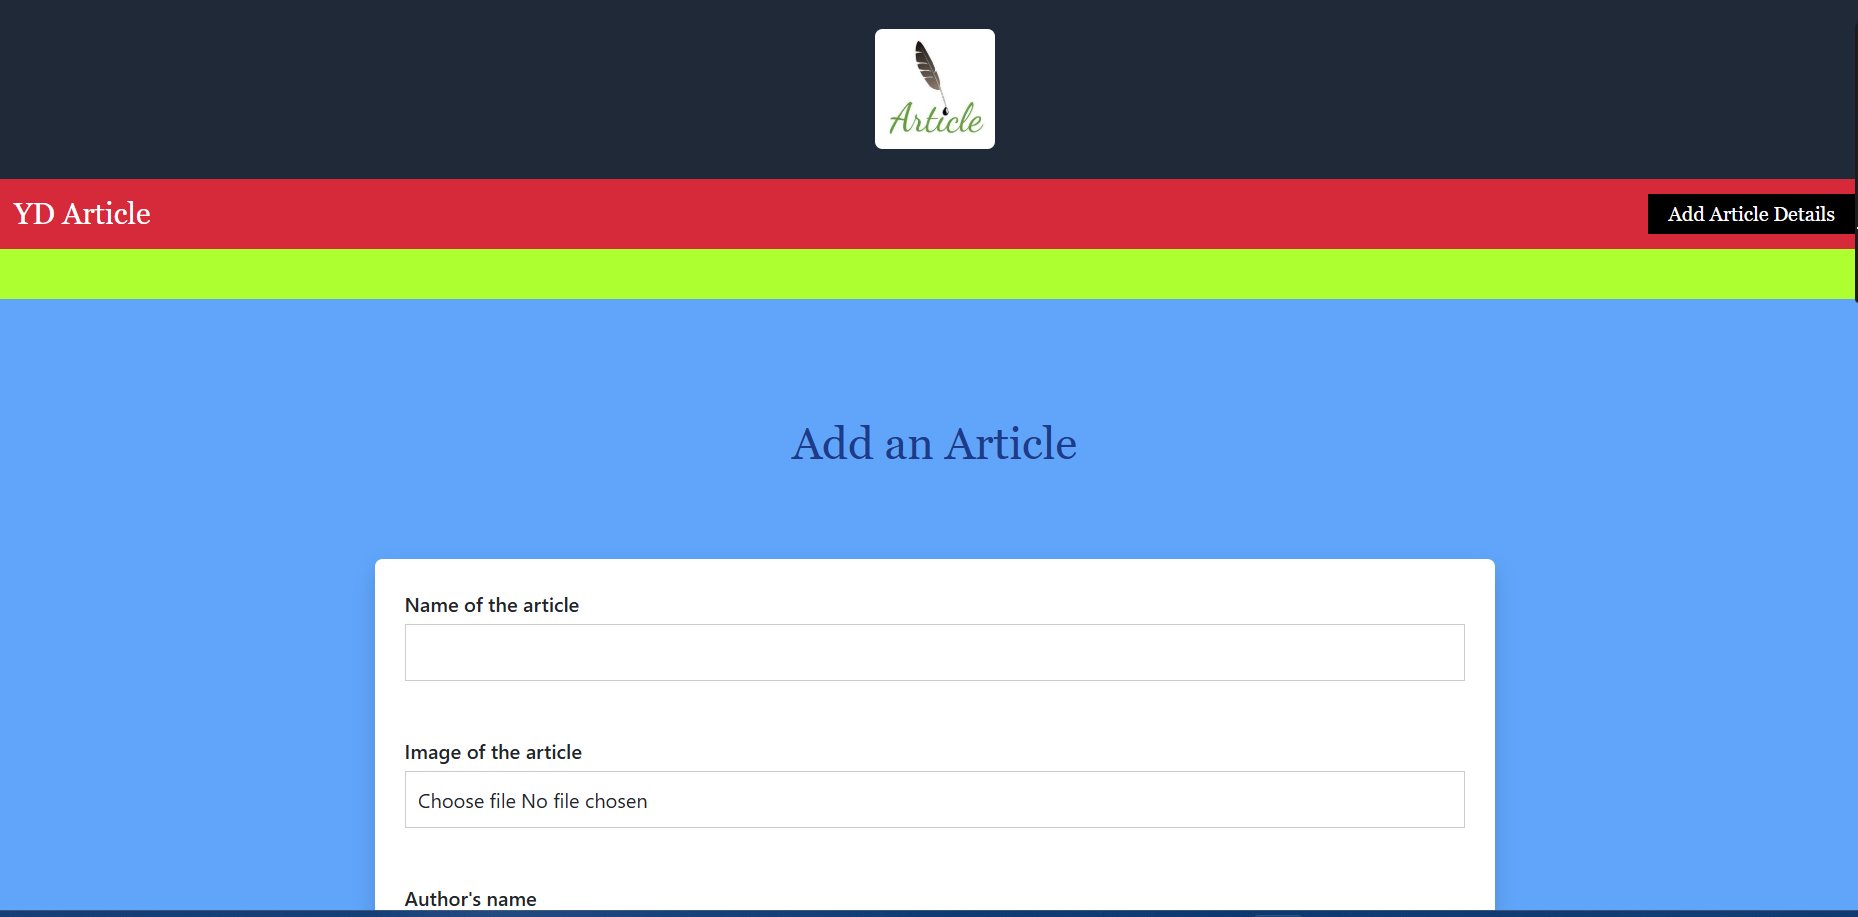 Article
YD Article
Add Article Details
Add an Article
Name of the article
Image of the article
Choose file No file chosen
Author's name